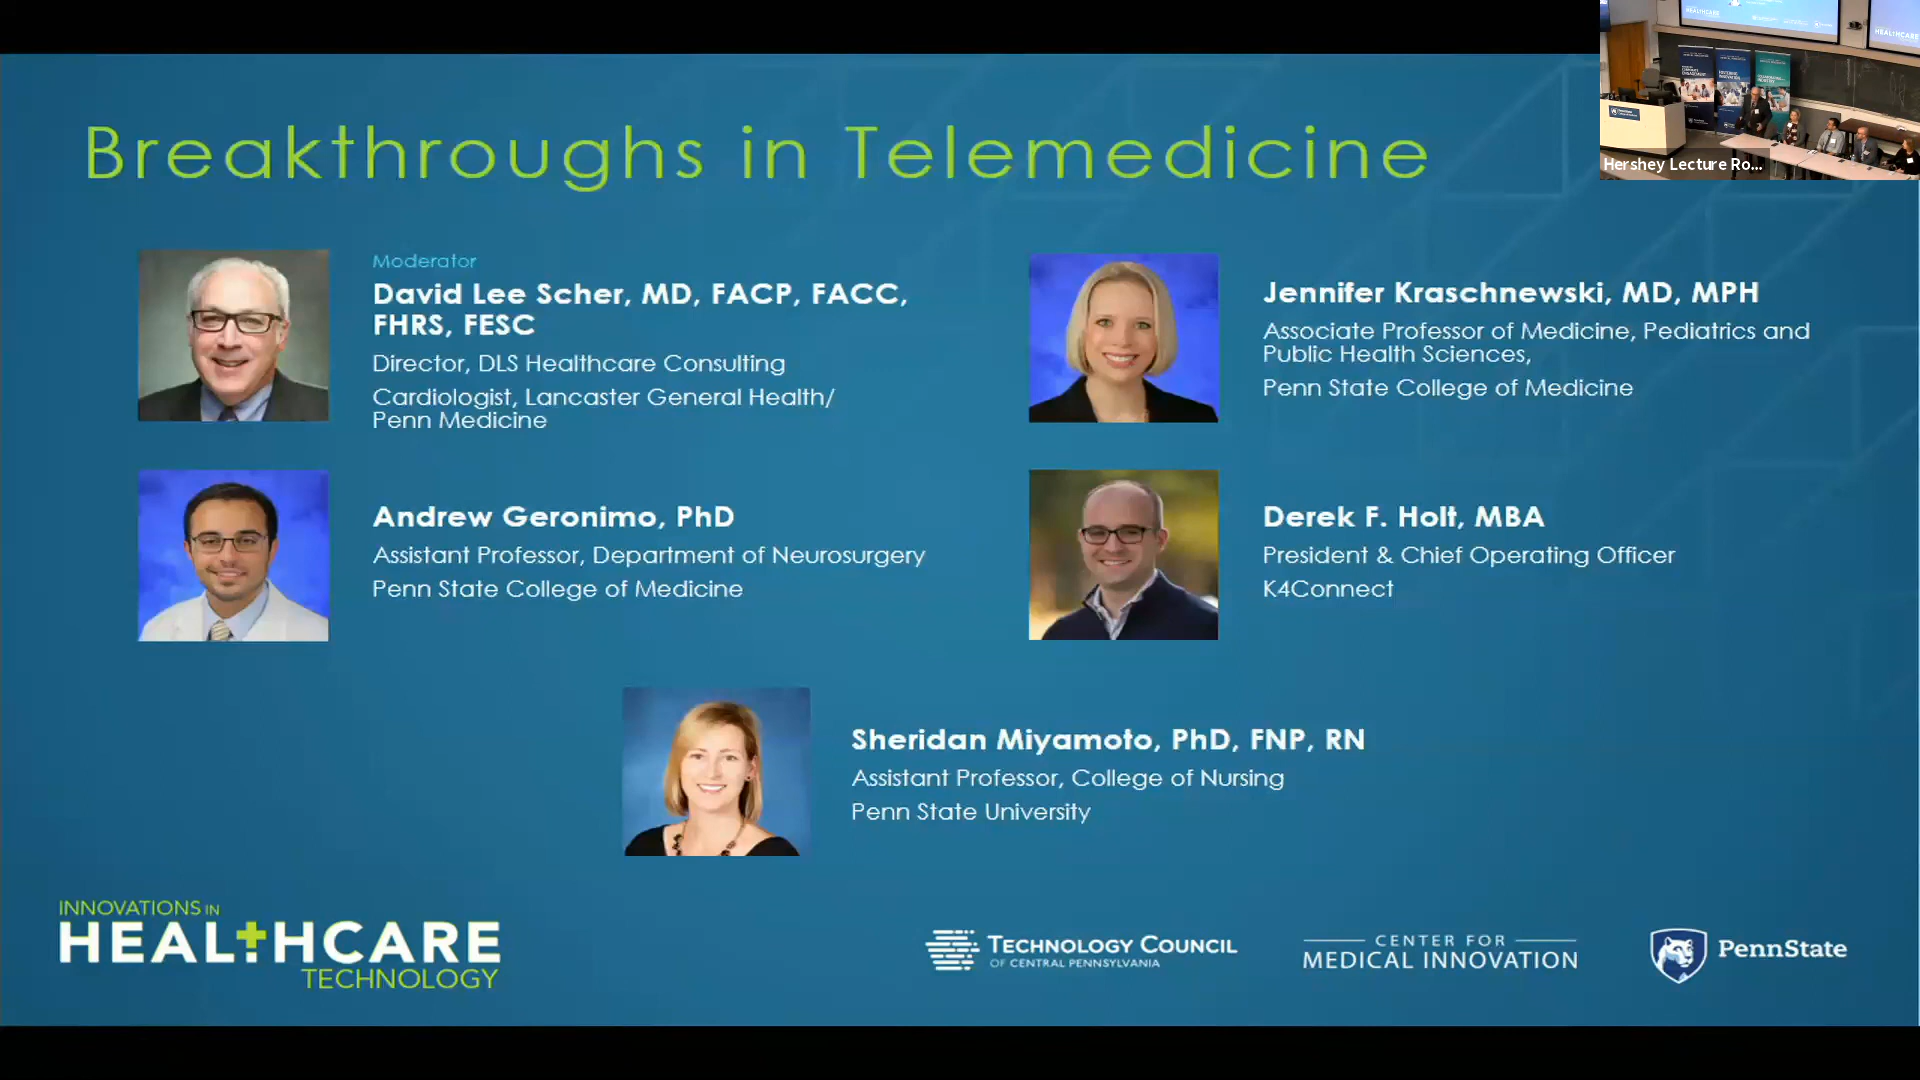 Breakthroughs in Telemedicine
HEALTHCARE
Hershey Lecture Ro...
Moderator
David Lee Scher, MD, FACP, FACC,
FHRS, FESC
Director, DLS Healthcare Consulting
Cardiologist, Lancaster General Health/
Penn Medicine
Jennifer Kraschnewski, MD, MPH
Associate Professor of Medicine, Pediatrics and
Public Health Sciences,
Penn State College of Medicine
Andrew Geronimo, PhD
Assistant Professor, Department of Neurosurgery
Penn State College of Medicine
Derek F. Holt, MBA
President & Chief Operating Officer
K4Connect
Sheridan Miyamoto, PhD, FNP, RN
Assistant Professor, College of Nursing
Penn State University
INNOVATIONS IN
HEALTHCARE
TECHNOLOGY
TECHNOLOGY COUNCIL
OF CENTRAL PENNSYLVANIA
CENTER FOR
MEDICAL INNOVATION
PennState